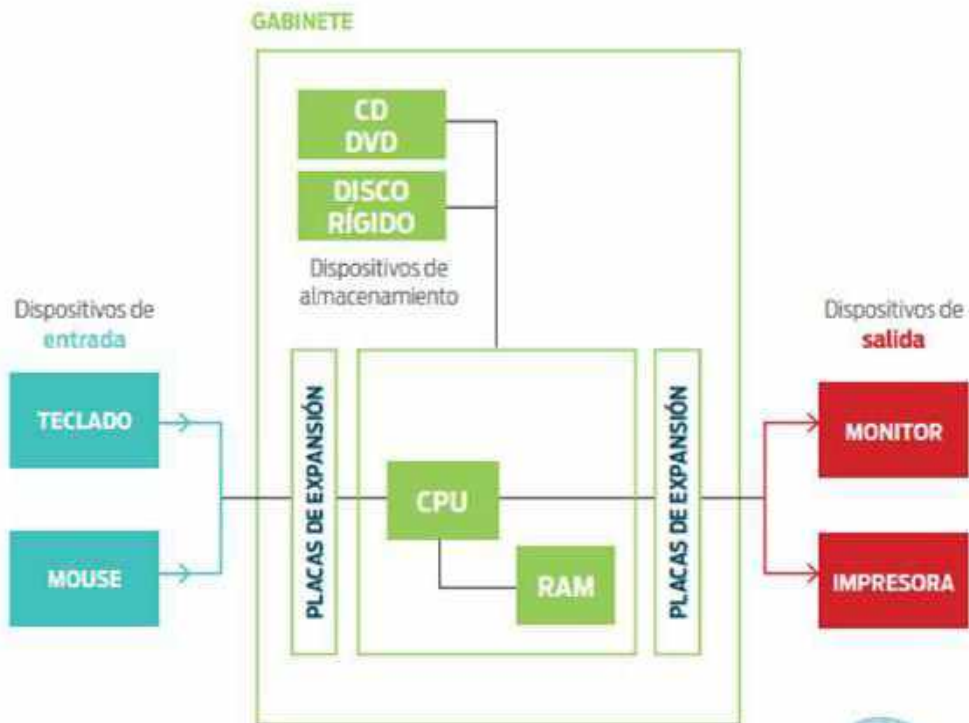 GABINETE
CD
DVD
DISCO
RÍGIDO
Dispositivos de
almacenamiento
Dispositivos de
entrada
TECLADO
MOUSE
PLACAS DE EXPANSIÓN
CPU
RAM
PLACAS DE EXPANSIÓN
Dispositivos de
salida
MONITOR
IMPRESORA